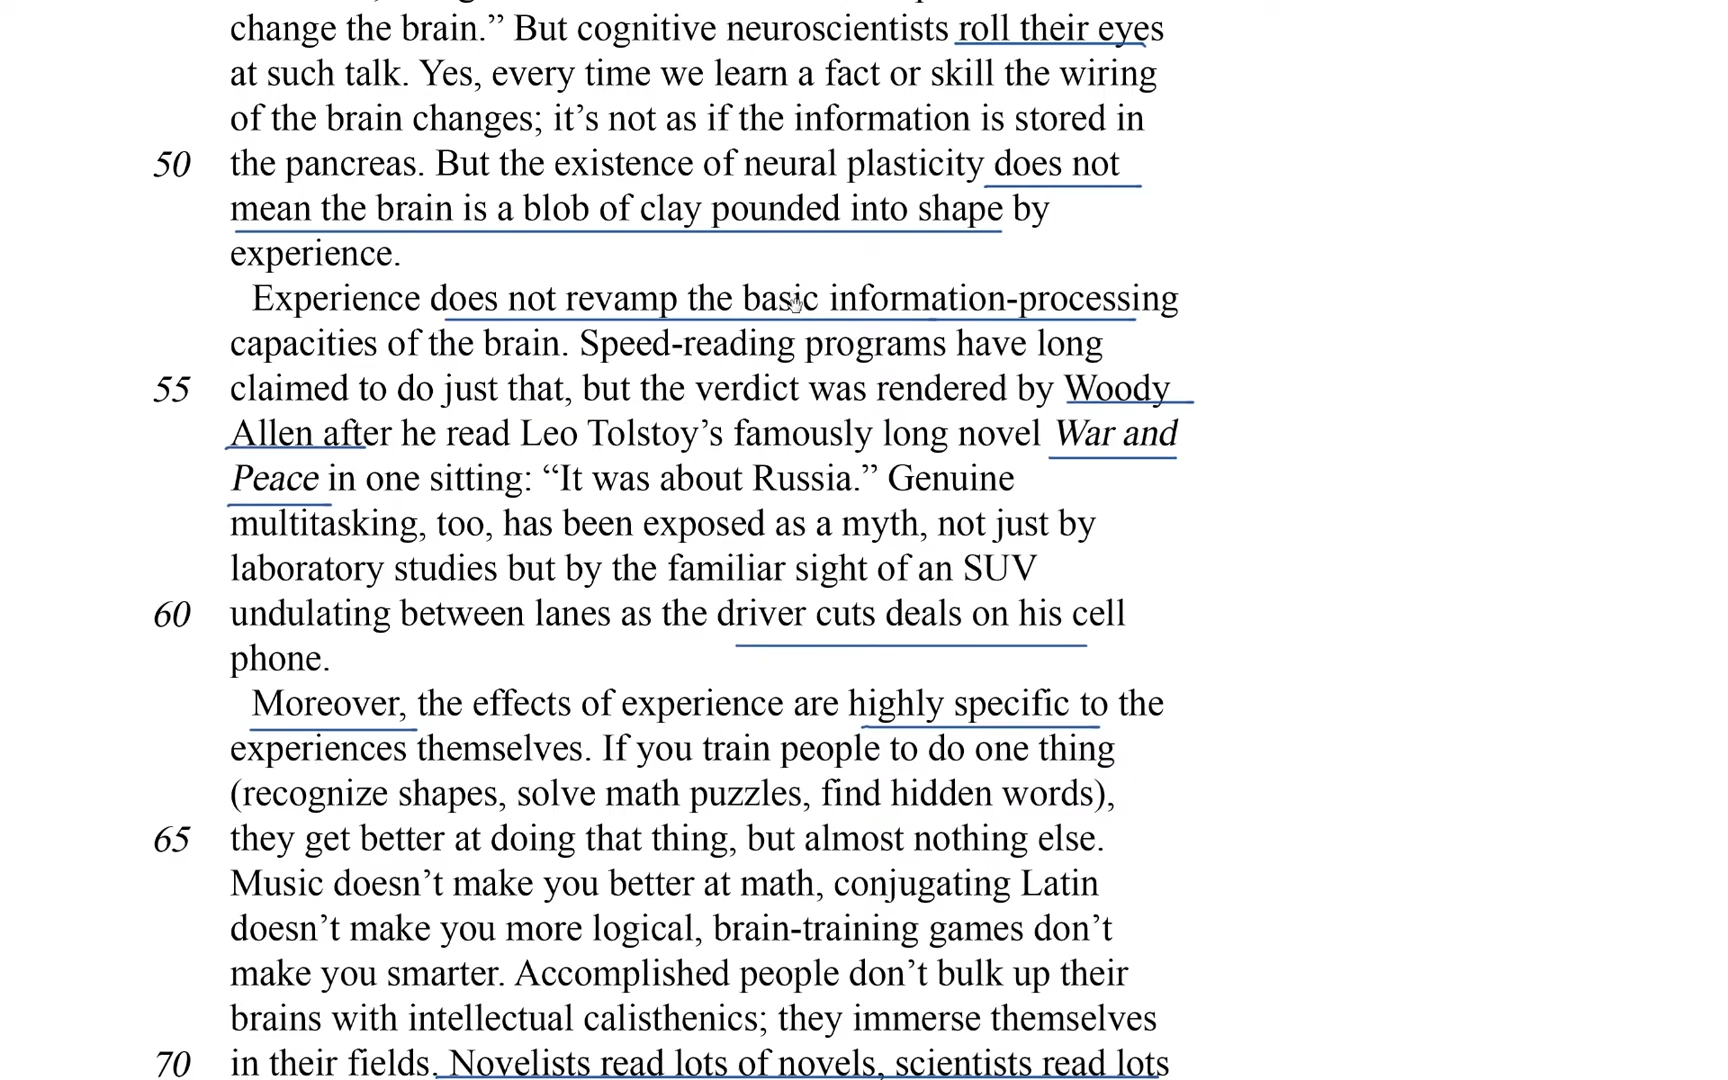 change the brain.” But cognitive neuroscientists roll their eyes
at such talk. Yes, every time we learn a fact or skill the wiring
of the brain changes; it’s not as if the information is stored in
50 the pancreas. But the existence of neural plasticity does not
mean the brain is a blob of clay pounded into shape by
experience.
Experience does not revamp the basic information-processing
capacities of the brain. Speed-reading programs have long
55 claimed to do just that, but the verdict was rendered by Woody
Allen after he read Leo Tolstoy’s famously long novel War and
Peace in one sitting: “It was about Russia.” Genuine
multitasking, too, has been exposed as a myth, not just by
laboratory studies but by the familiar sight of an SUV
60 undulating between lanes as the driver cuts deals on his cell
phone.
Moreover, the effects of experience are highly specific to the
experiences themselves. If you train people to do one thing
(recognize shapes, solve math puzzles, find hidden words),
65 they get better at doing that thing, but almost nothing else.
Music doesn’t make you better at math, conjugating Latin
doesn’t make you more logical, brain-training games don’t
make you smarter. Accomplished people don’t bulk up their
brains with intellectual calisthenics; they immerse themselves
70 in their fields. Novelists read lots of novels, scientists read lots